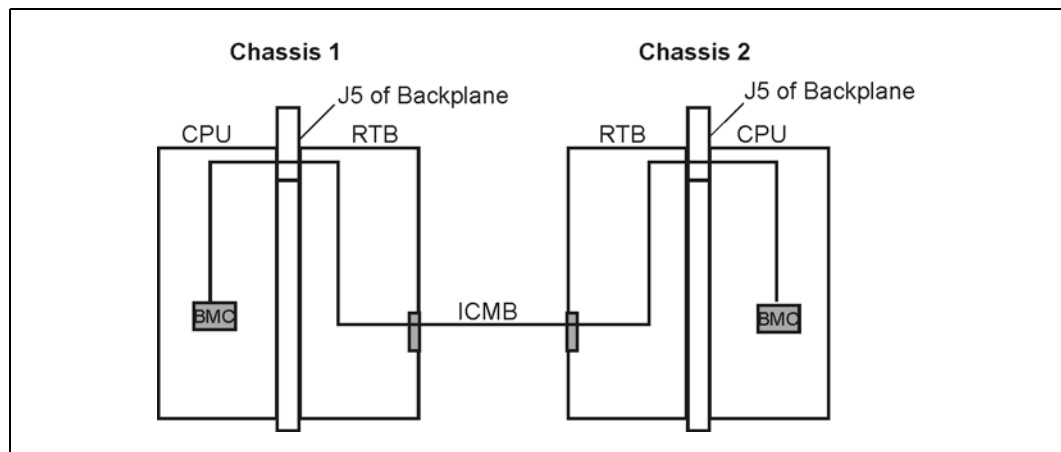 Chassis 1
Chassis 2
J5 of Backplane
J5 of Backplane
CPU
RTB
RTB
CPU
BMC
ICMB
BMC